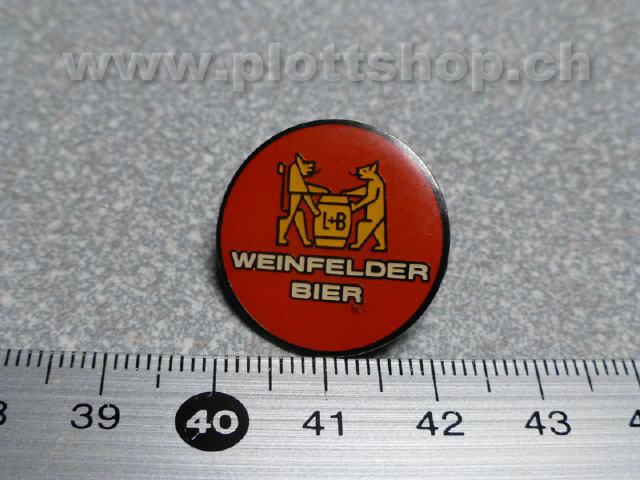 www.plottshop.ch
L+B
WEINFELDER
BIER
39 40 41 42 43